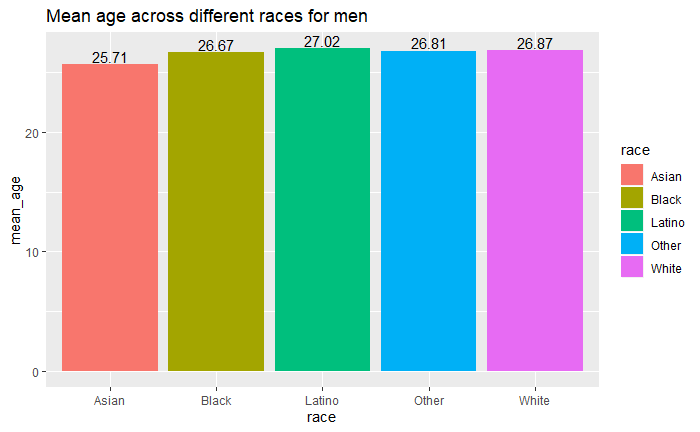 Mean age across different races for men
25.71
26.67
27.02
26.81
26.87
20
10
0
mean_age
Asian
Black
Latino
Other
White
race
race
Asian
Black
Latino
Other
White